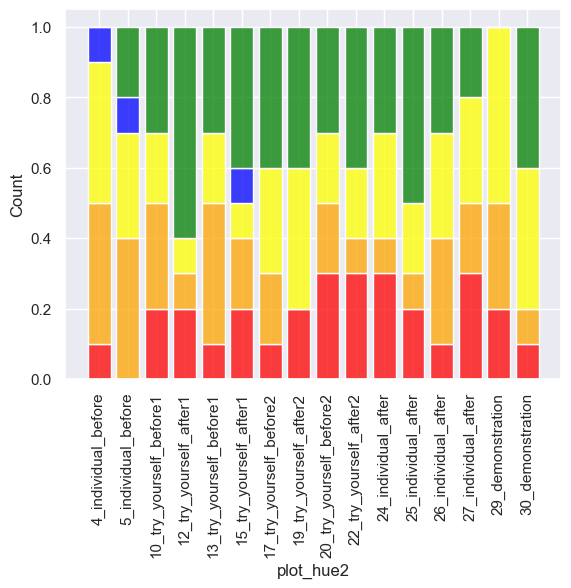 1.0
0.8
0.6
0.4
0.2
0.0
Count
4_individual_before
5_individual_before
10_try_yourself_before1
12_try_yourself_after1
13_try_yourself_before1
15_try_yourself_after1
17_try_yourself_before2
19_try_yourself_after2
20_try_yourself_before2
22_try_yourself_after2
24_individual_after
25_individual_after
26_individual_after
27_individual_after
29_demonstration
30_demonstration
plot_hue2